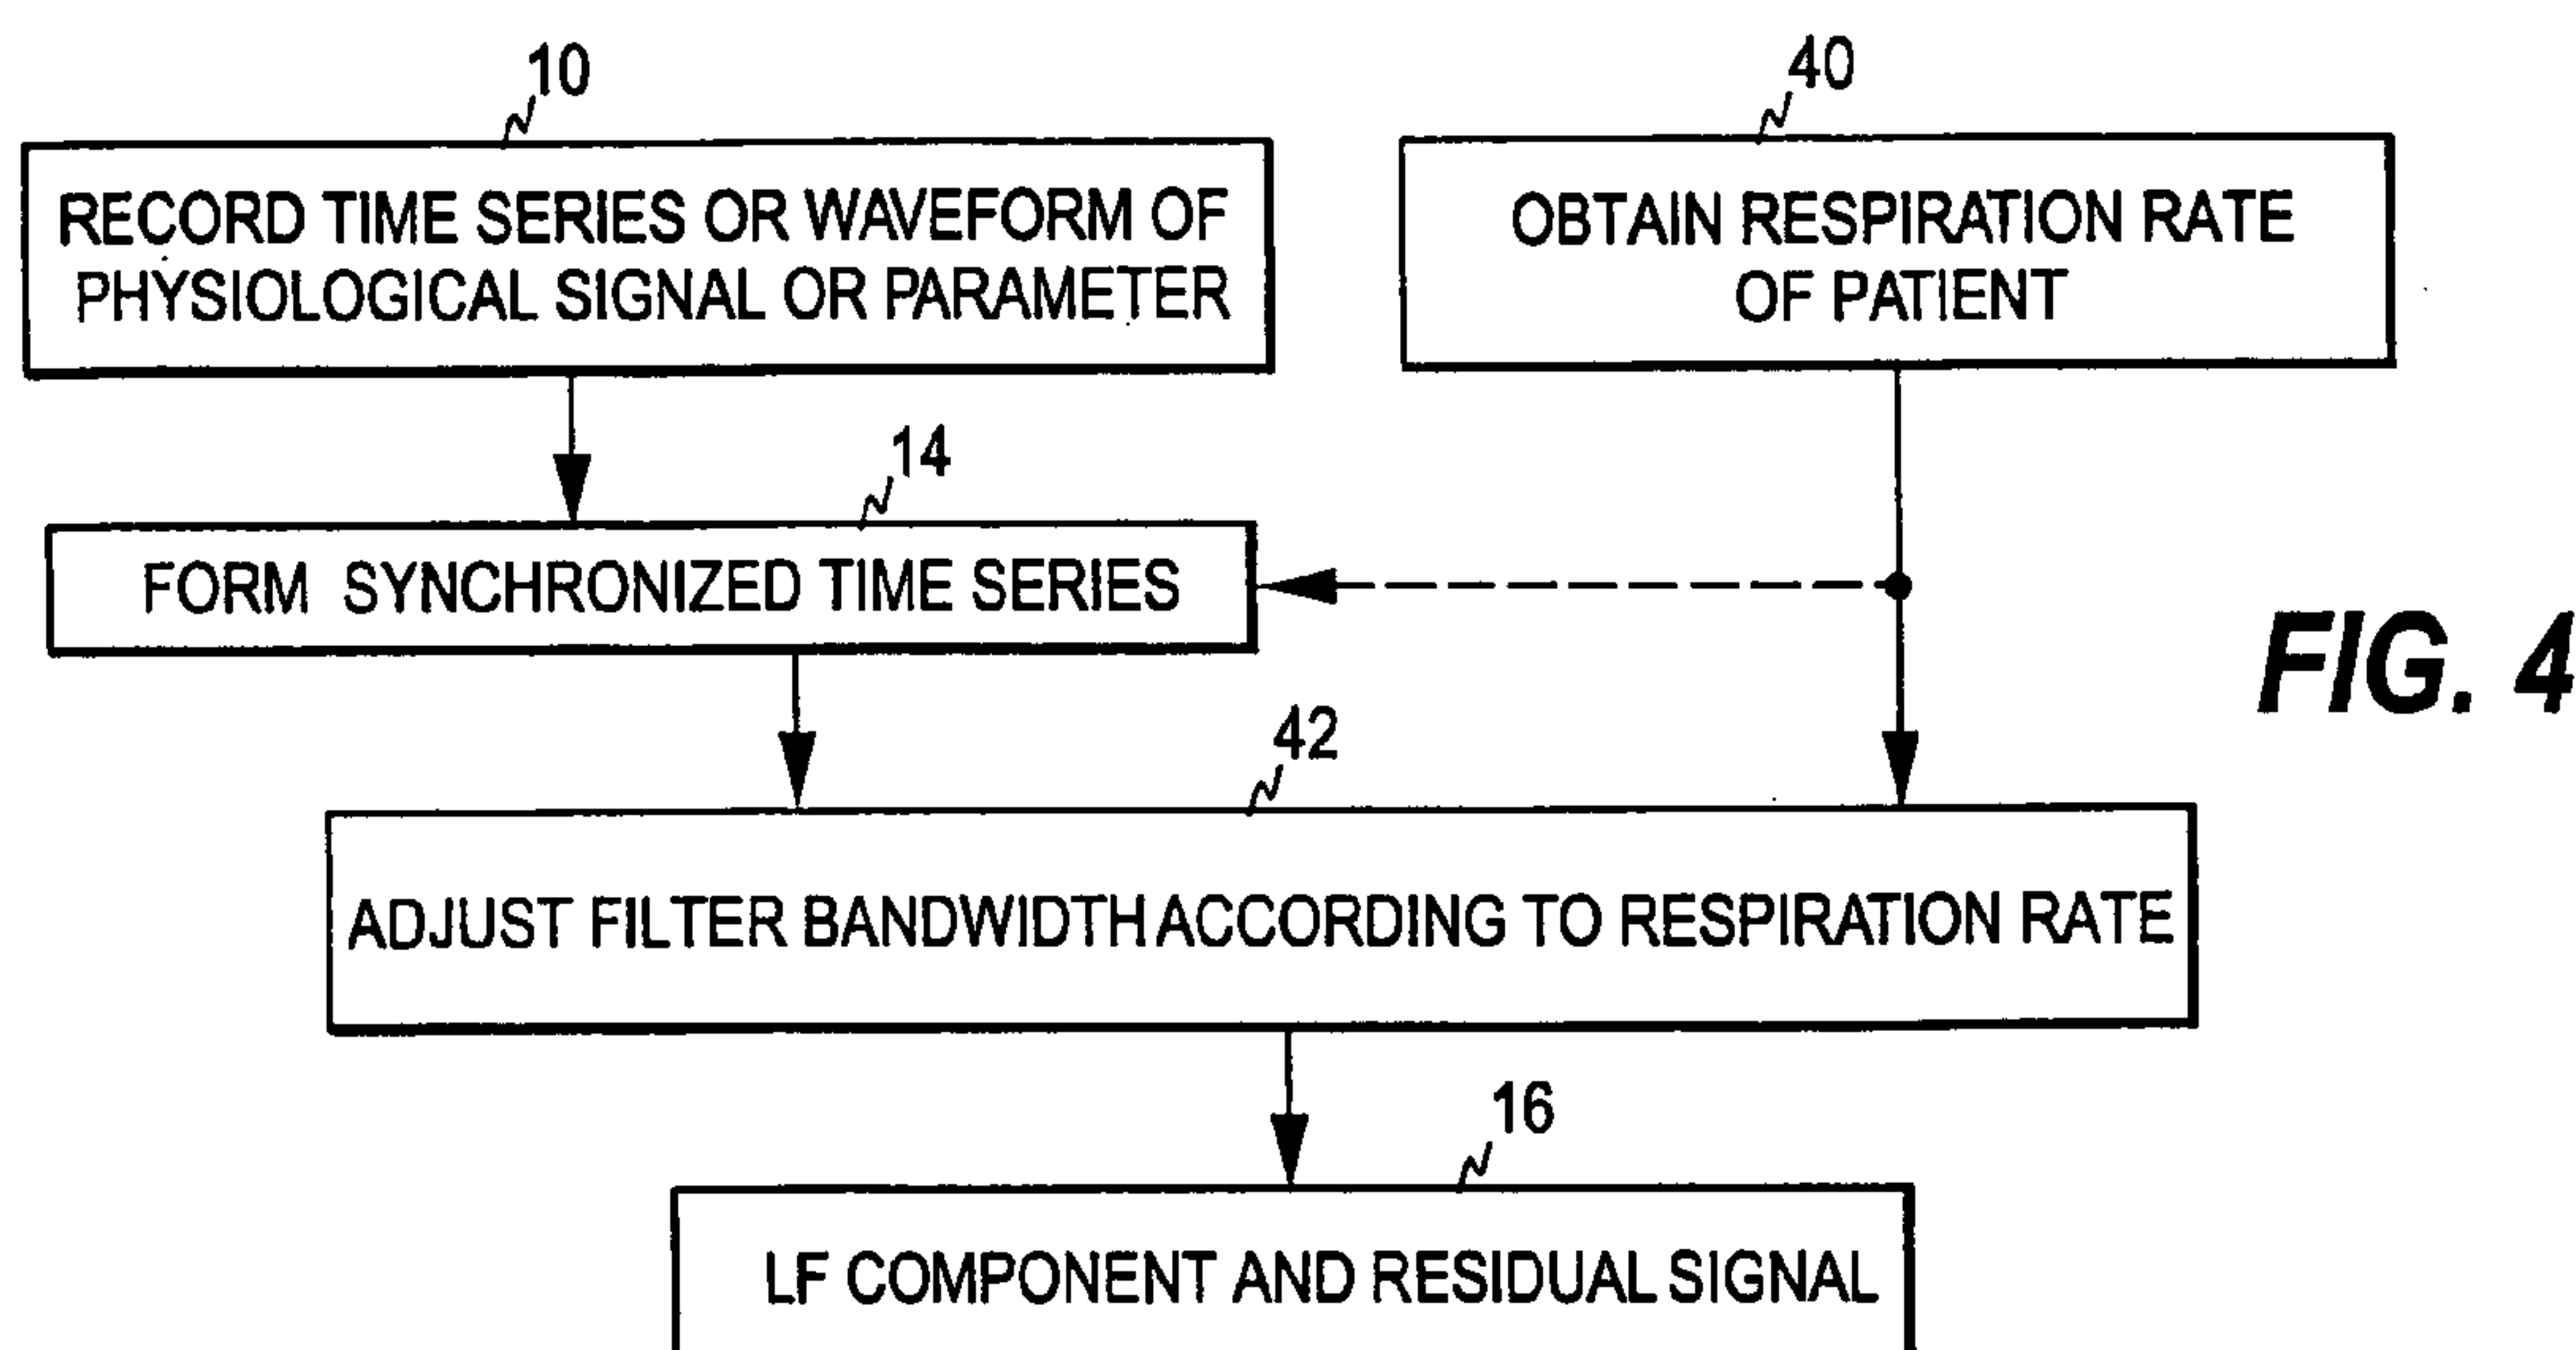 10
RECORD TIME SERIES OR WAVEFORM OF
PHYSIOLOGICAL SIGNAL OR PARAMETER
40
OBTAIN RESPIRATION RATE
OF PATIENT
14
FORM SYNCHRONIZED TIME SERIES
FIG. 4
42
ADJUST FILTER BANDWIDTH ACCORDING TO RESPIRATION RATE
16
LF COMPONENT AND RESIDUAL SIGNAL